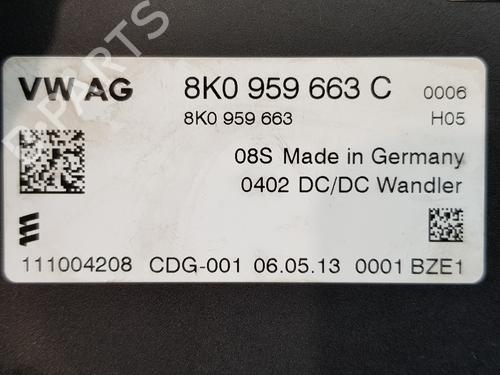 VW AG
8K0 959 663 C 0006
8K0 959 663 H05
08S Made in Germany
0402 DC/DC Wandler
111004208 CDG-001 06.05.13 0001 BZE1
B-PARTS